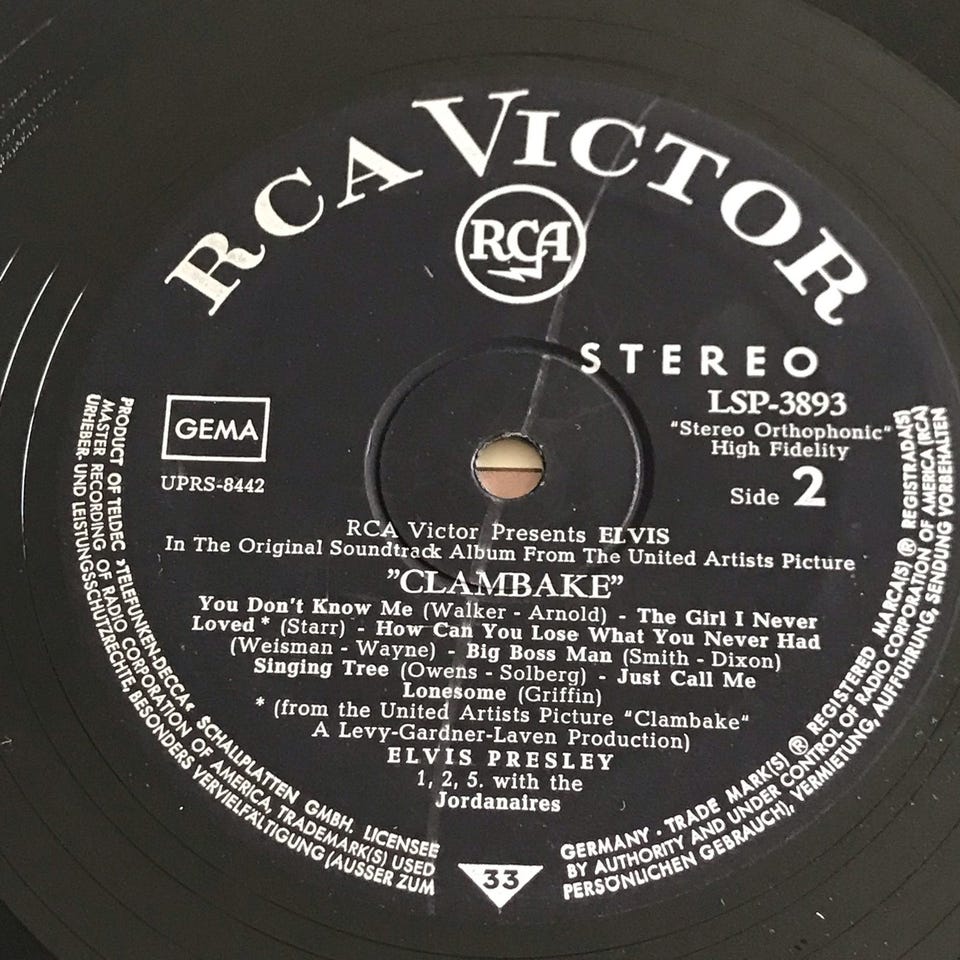 RCA VICTOR
RCA
STEREO
LSP-3893
"Stereo Orthophonic"
High Fidelity
Side 2
GEMA
UPRS-8442
RCA Victor Presents ELVIS
In The Original Soundtrack Album From The United Artists Picture
"CLAMBAKE"
You Don't Know Me (Walker - Arnold) - The Girl I Never
Loved * (Starr) - How Can You Lose What You Never Had
(Weisman - Wayne) - Big Boss Man (Smith - Dixon)
Singing Tree (Owens - Solberg) - Just Call Me
Lonesome (Griffin)
* (from the United Artists Picture "Clambake"
A Levy-Gardner-Laven Production)
ELVIS PRESLEY
1, 2, 5. with the
Jordanaires
33
PRODUCT OF TELDEC »TELEFUNKEN-DECCA« SCHALLPLATTEN GMBH. LICENSEE
MASTER RECORDING OF RADIO CORPORATION OF AMERICA, TRADEMARK(S) USED
URHEBER UND LEISTUNGSSCHUTZRECHTE, BESONDERS VERVIELFÄLTIGUNG (AUSSER ZUM
GERMANY · TRADE MARK(S) ® REGISTERED MARCA(S) ® REGISTRADA(S)
BY AUTHORITY AND UNDER CONTROL OF RADIO CORPORATION OF AMERICA (RCA)
PERSÖNLICHEN GEBRAUCH), VERMIETUNG, AUFFÜHRUNG, SENDUNG VORBEHALTEN